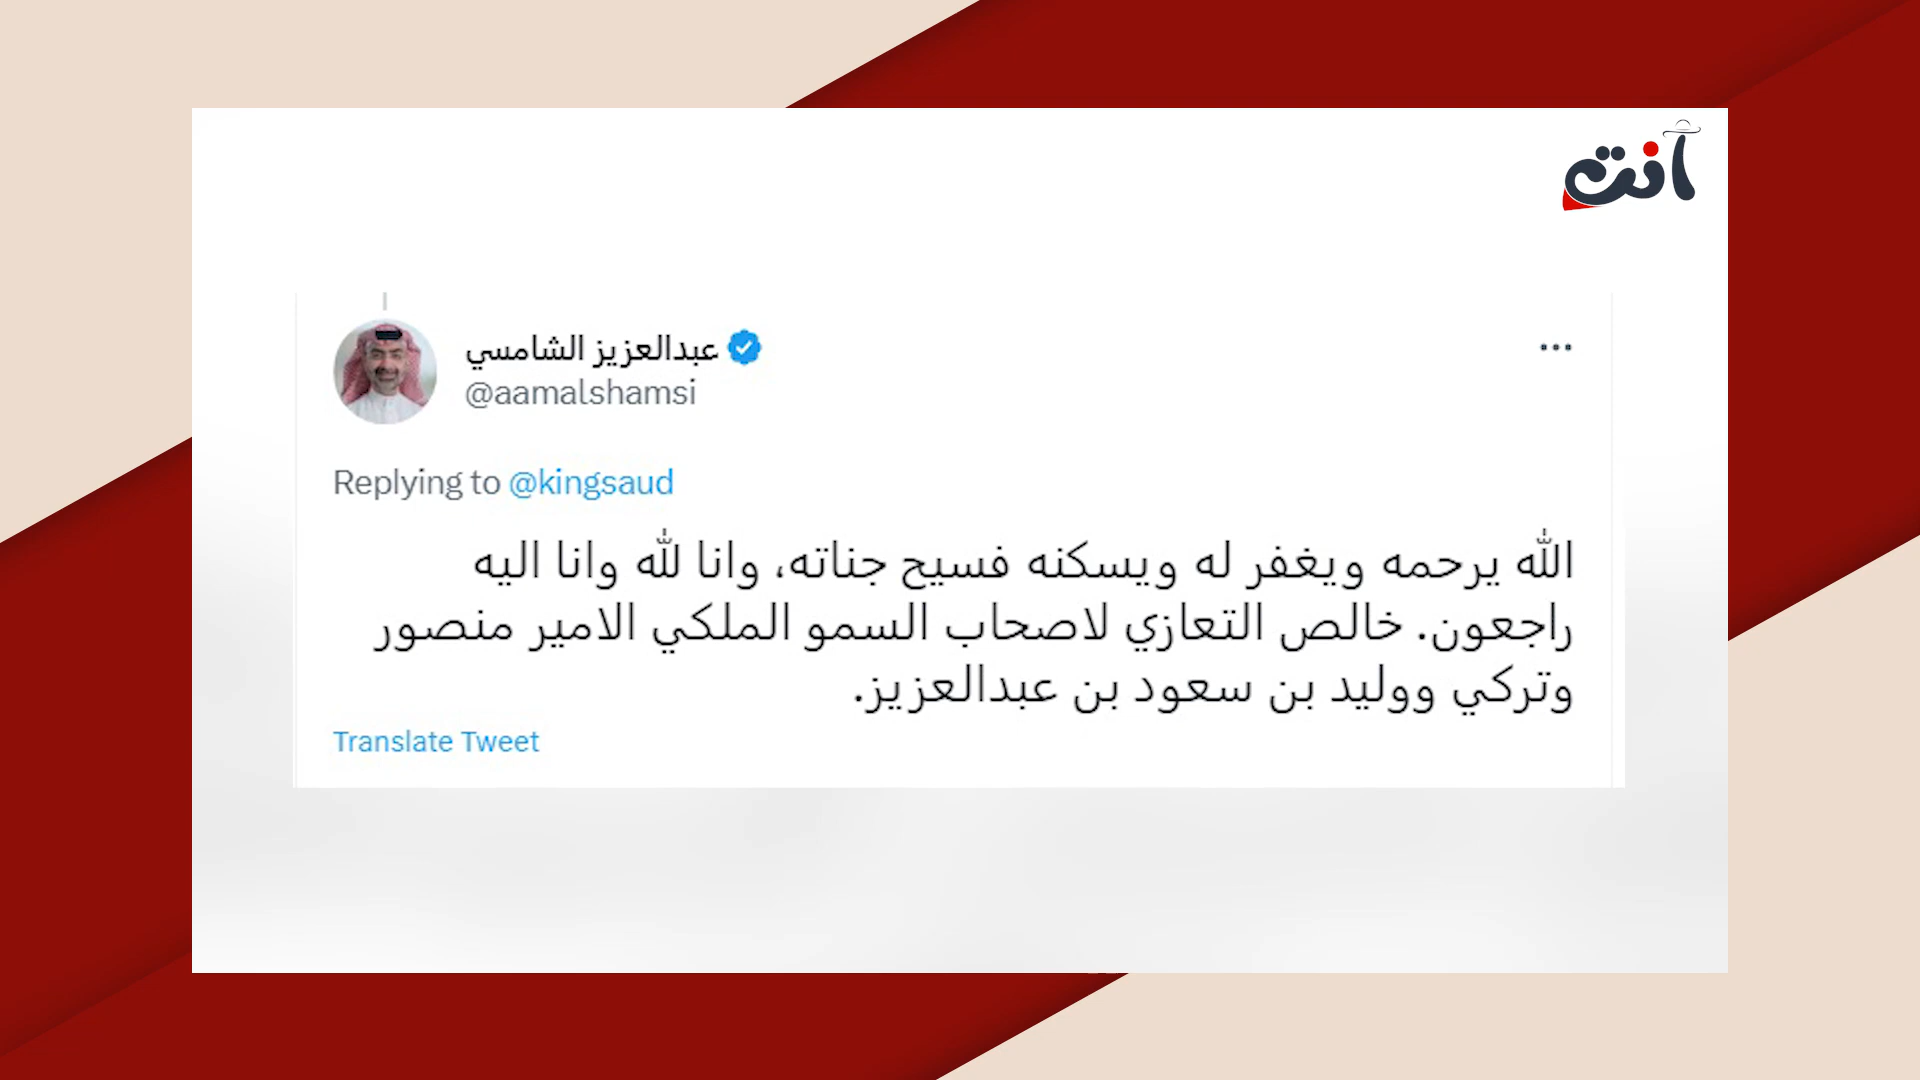 آنت
عبدالعزيز الشامسي
@aamalshamsi
Replying to @kingsaud
الله يرحمه ويغفر له ويسكنه فسيح جناته، وانا لله وانا اليه
راجعون. خالص التعازي لاصحاب السمو الملكي الامير منصور
وتركي ووليد بن سعود بن عبدالعزيز.
Translate Tweet